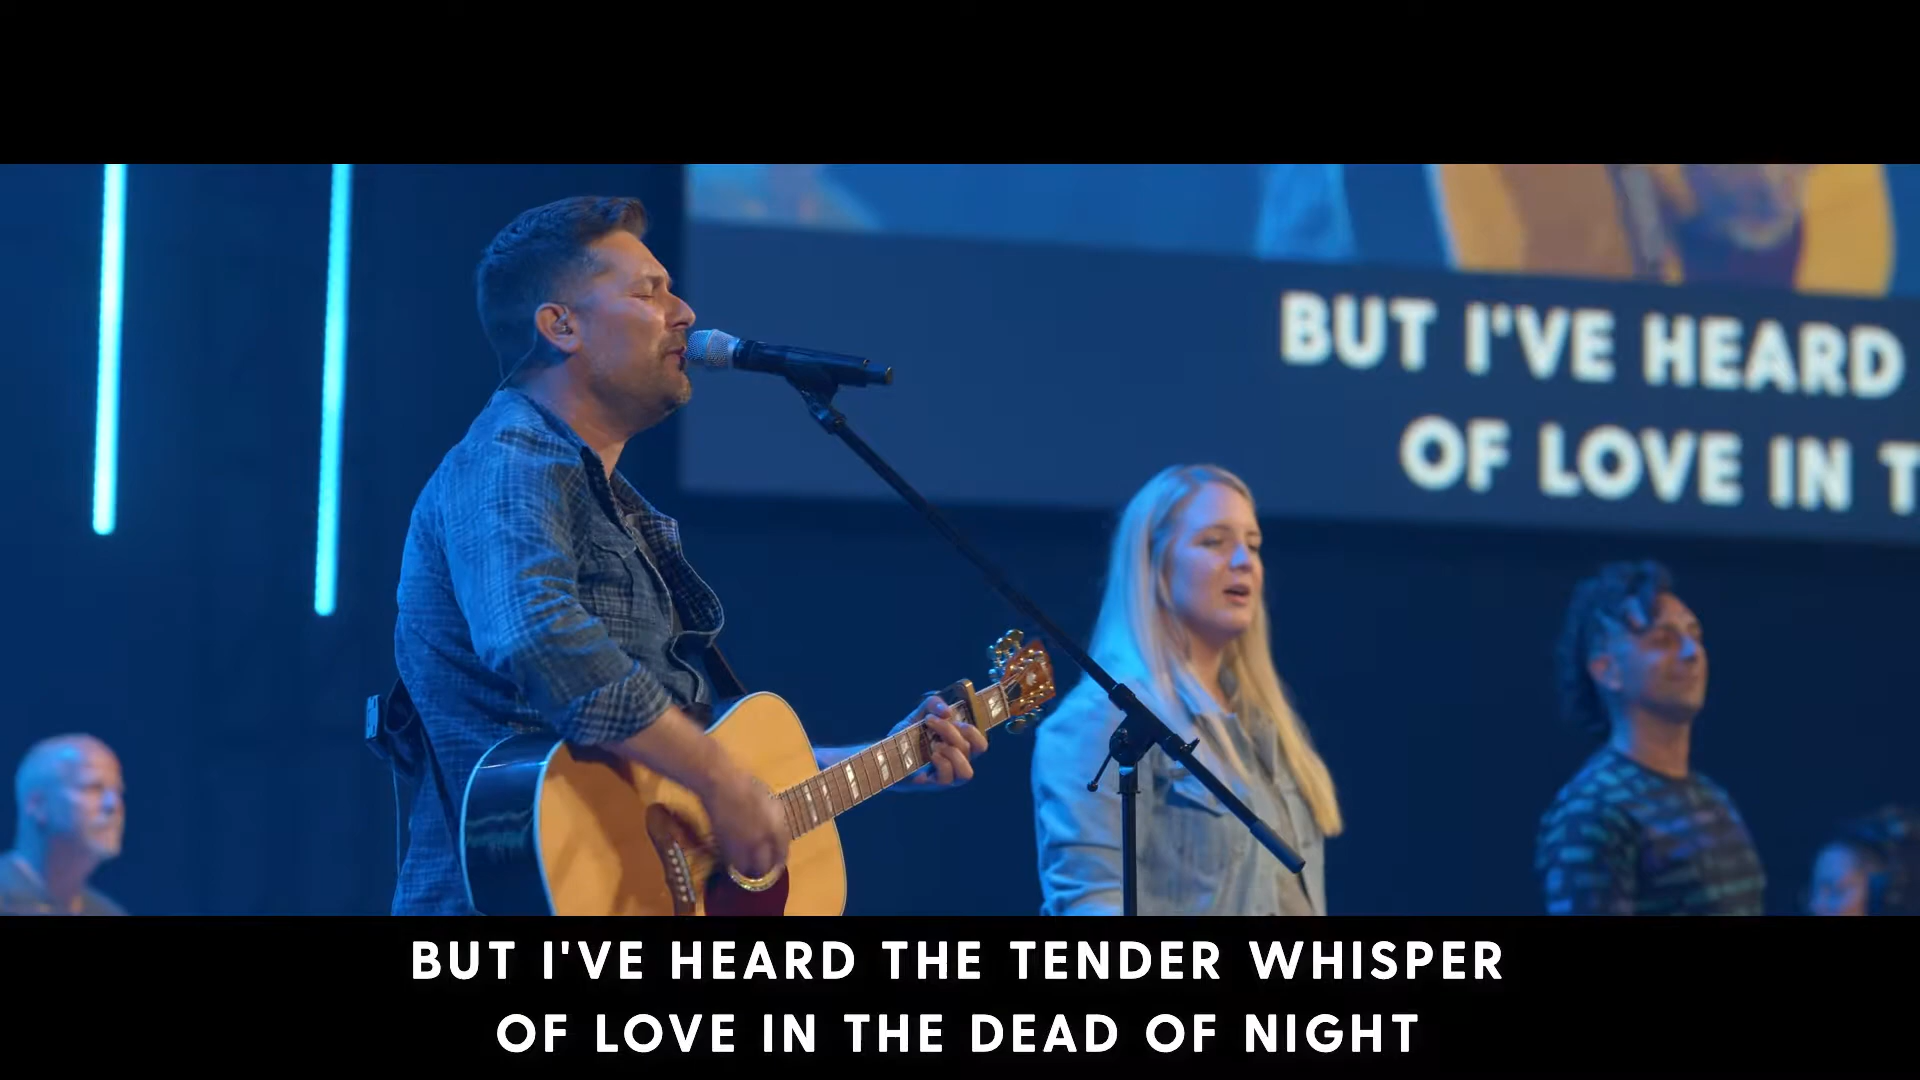 BUT I'VE HEARD
OF LOVE IN T
BUT I'VE HEARD THE TENDER WHISPER
OF LOVE IN THE DEAD OF NIGHT